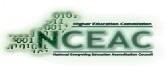 Higher Education Commission
NCEAC
National Computing Education Accreditation Council